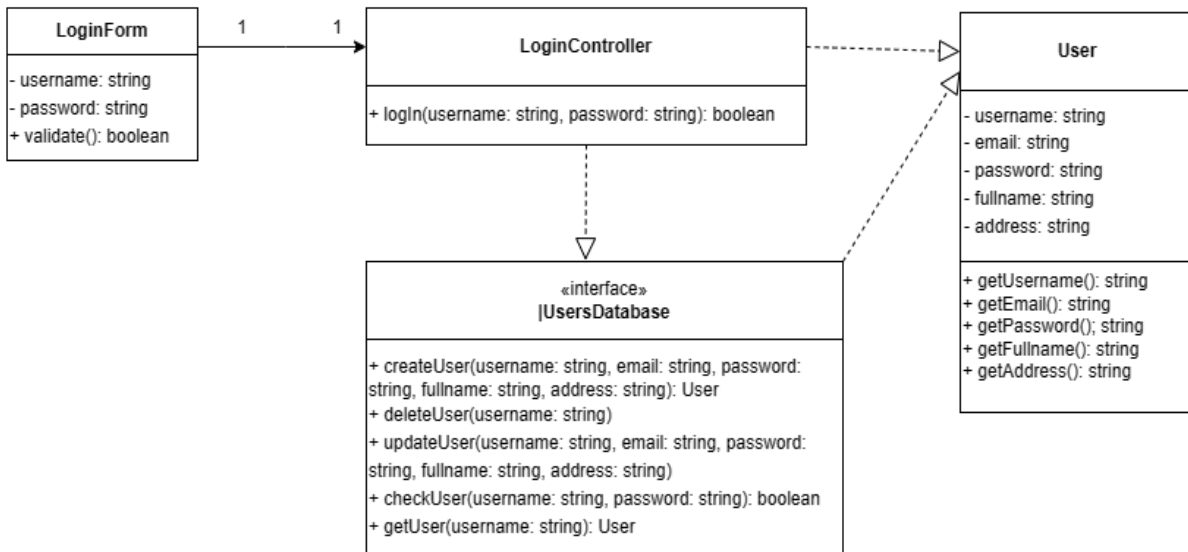 LoginForm
- username: string
- password: string
+ validate(): boolean
1
1
LoginController
+ logIn(username: string, password: string): boolean
User
- username: string
- email: string
- password: string
- fullname: string
- address: string
+ getUsername(): string
+ getEmail(): string
+ getPassword(); string
+ getFullname(): string
+ getAddress(): string
«interface»
|UsersDatabase
+ createUser(username: string, email: string, password:
string, fullname: string, address: string): User
+ deleteUser(username: string)
+ updateUser(username: string, email: string, password:
string, fullname: string, address: string)
+ checkUser(username: string, password: string): boolean
+ getUser(username: string): User